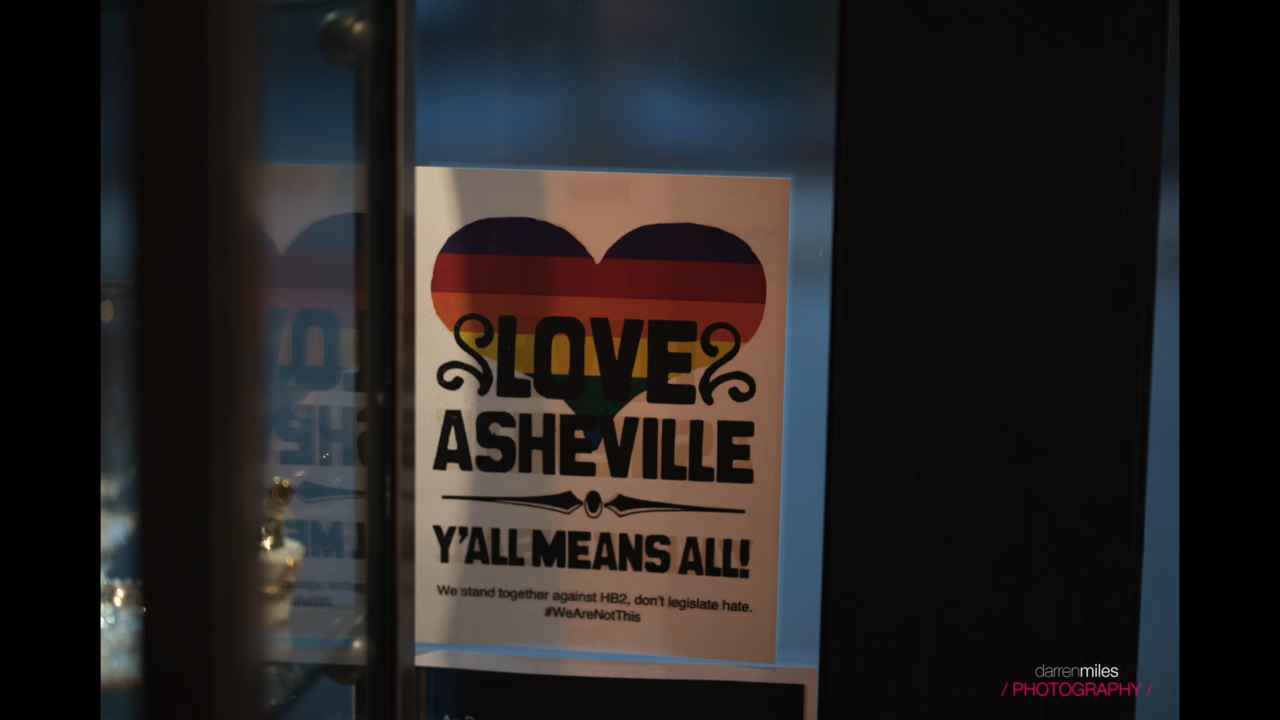 LOVE
ASHEVILLE
Y'ALL MEANS ALL!
We stand together against HB2, don't legislate hate.
#WeAreNotThis
darrenmiles
/ PHOTOGRAPHY /